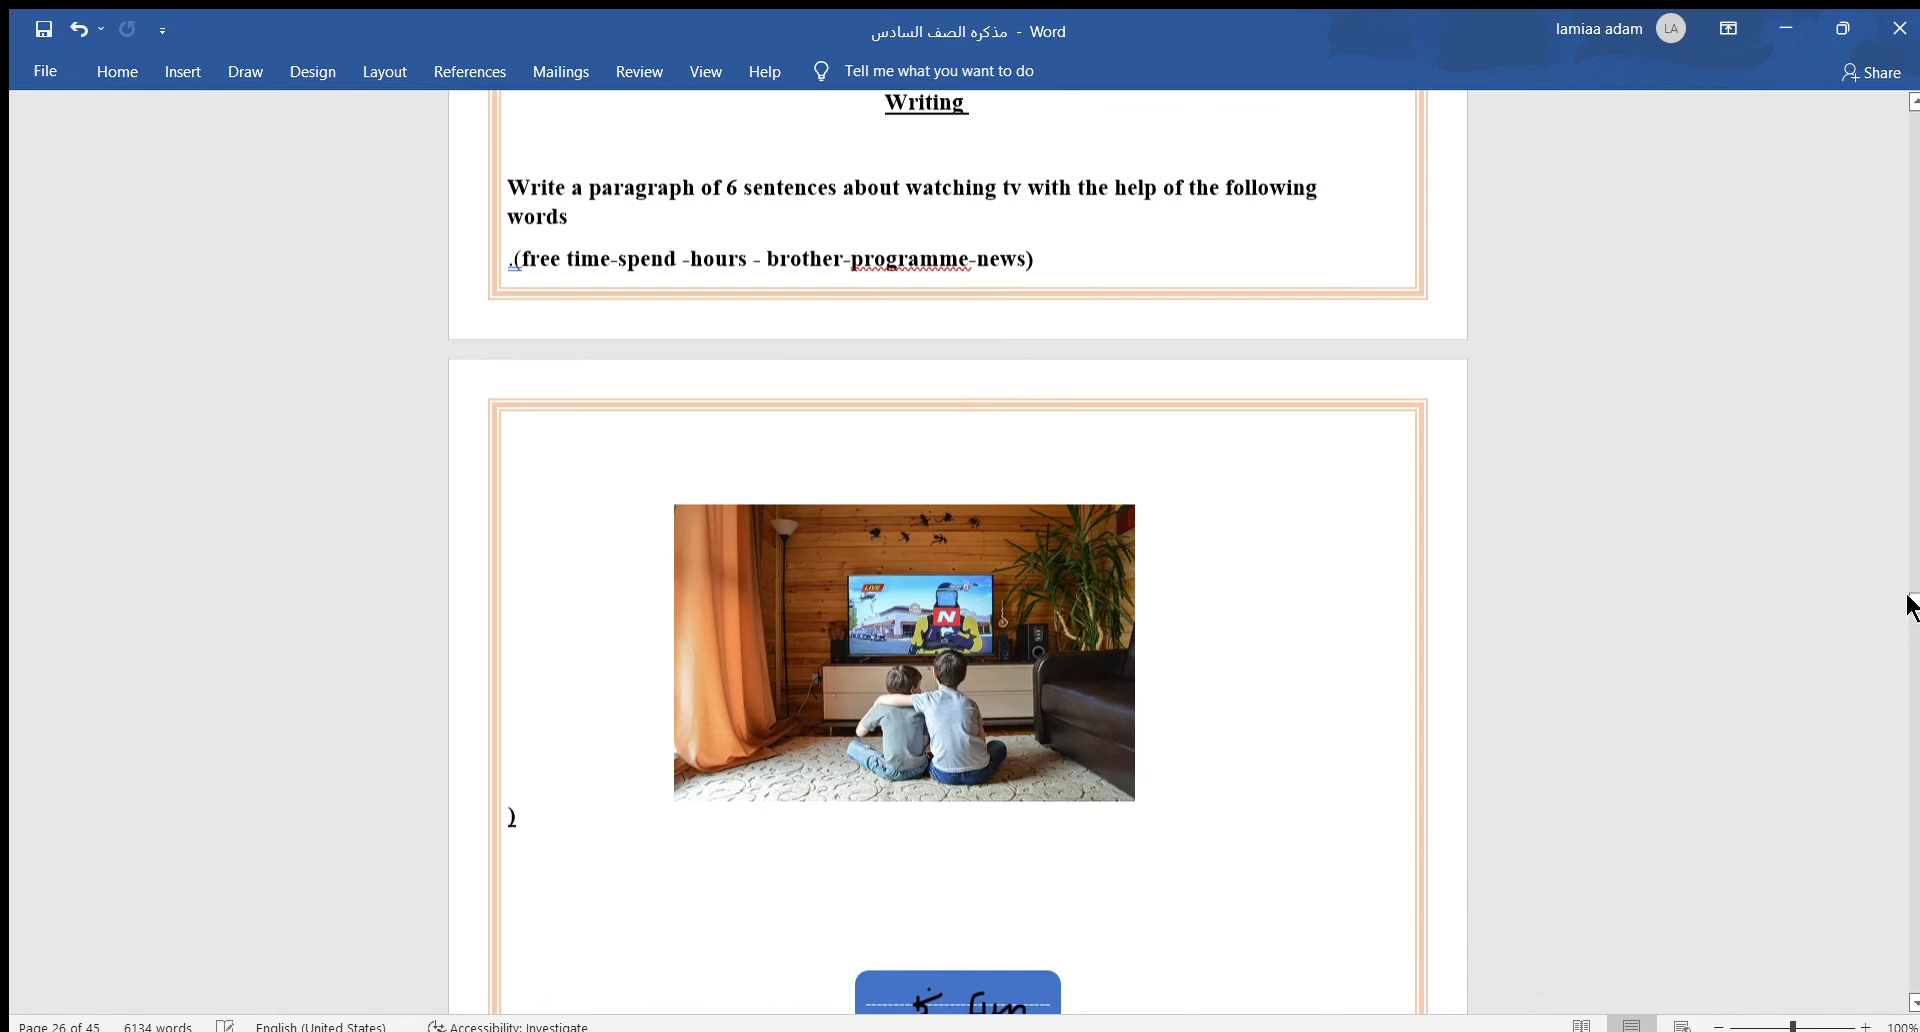 مذكره الصف السادس - Word
lamiaa adam
LA
File
Home
Insert
Draw
Design
Layout
References
Mailings
Review
View
Help
Tell me what you want to do
Share
Writing
Write a paragraph of 6 sentences about watching tv with the help of the following
words
.(free time-spend -hours - brother-programme-news)
LIVE
N
)
Page 26 of 45
6134 words
English (United States)
Accessibility: Investigate
100%